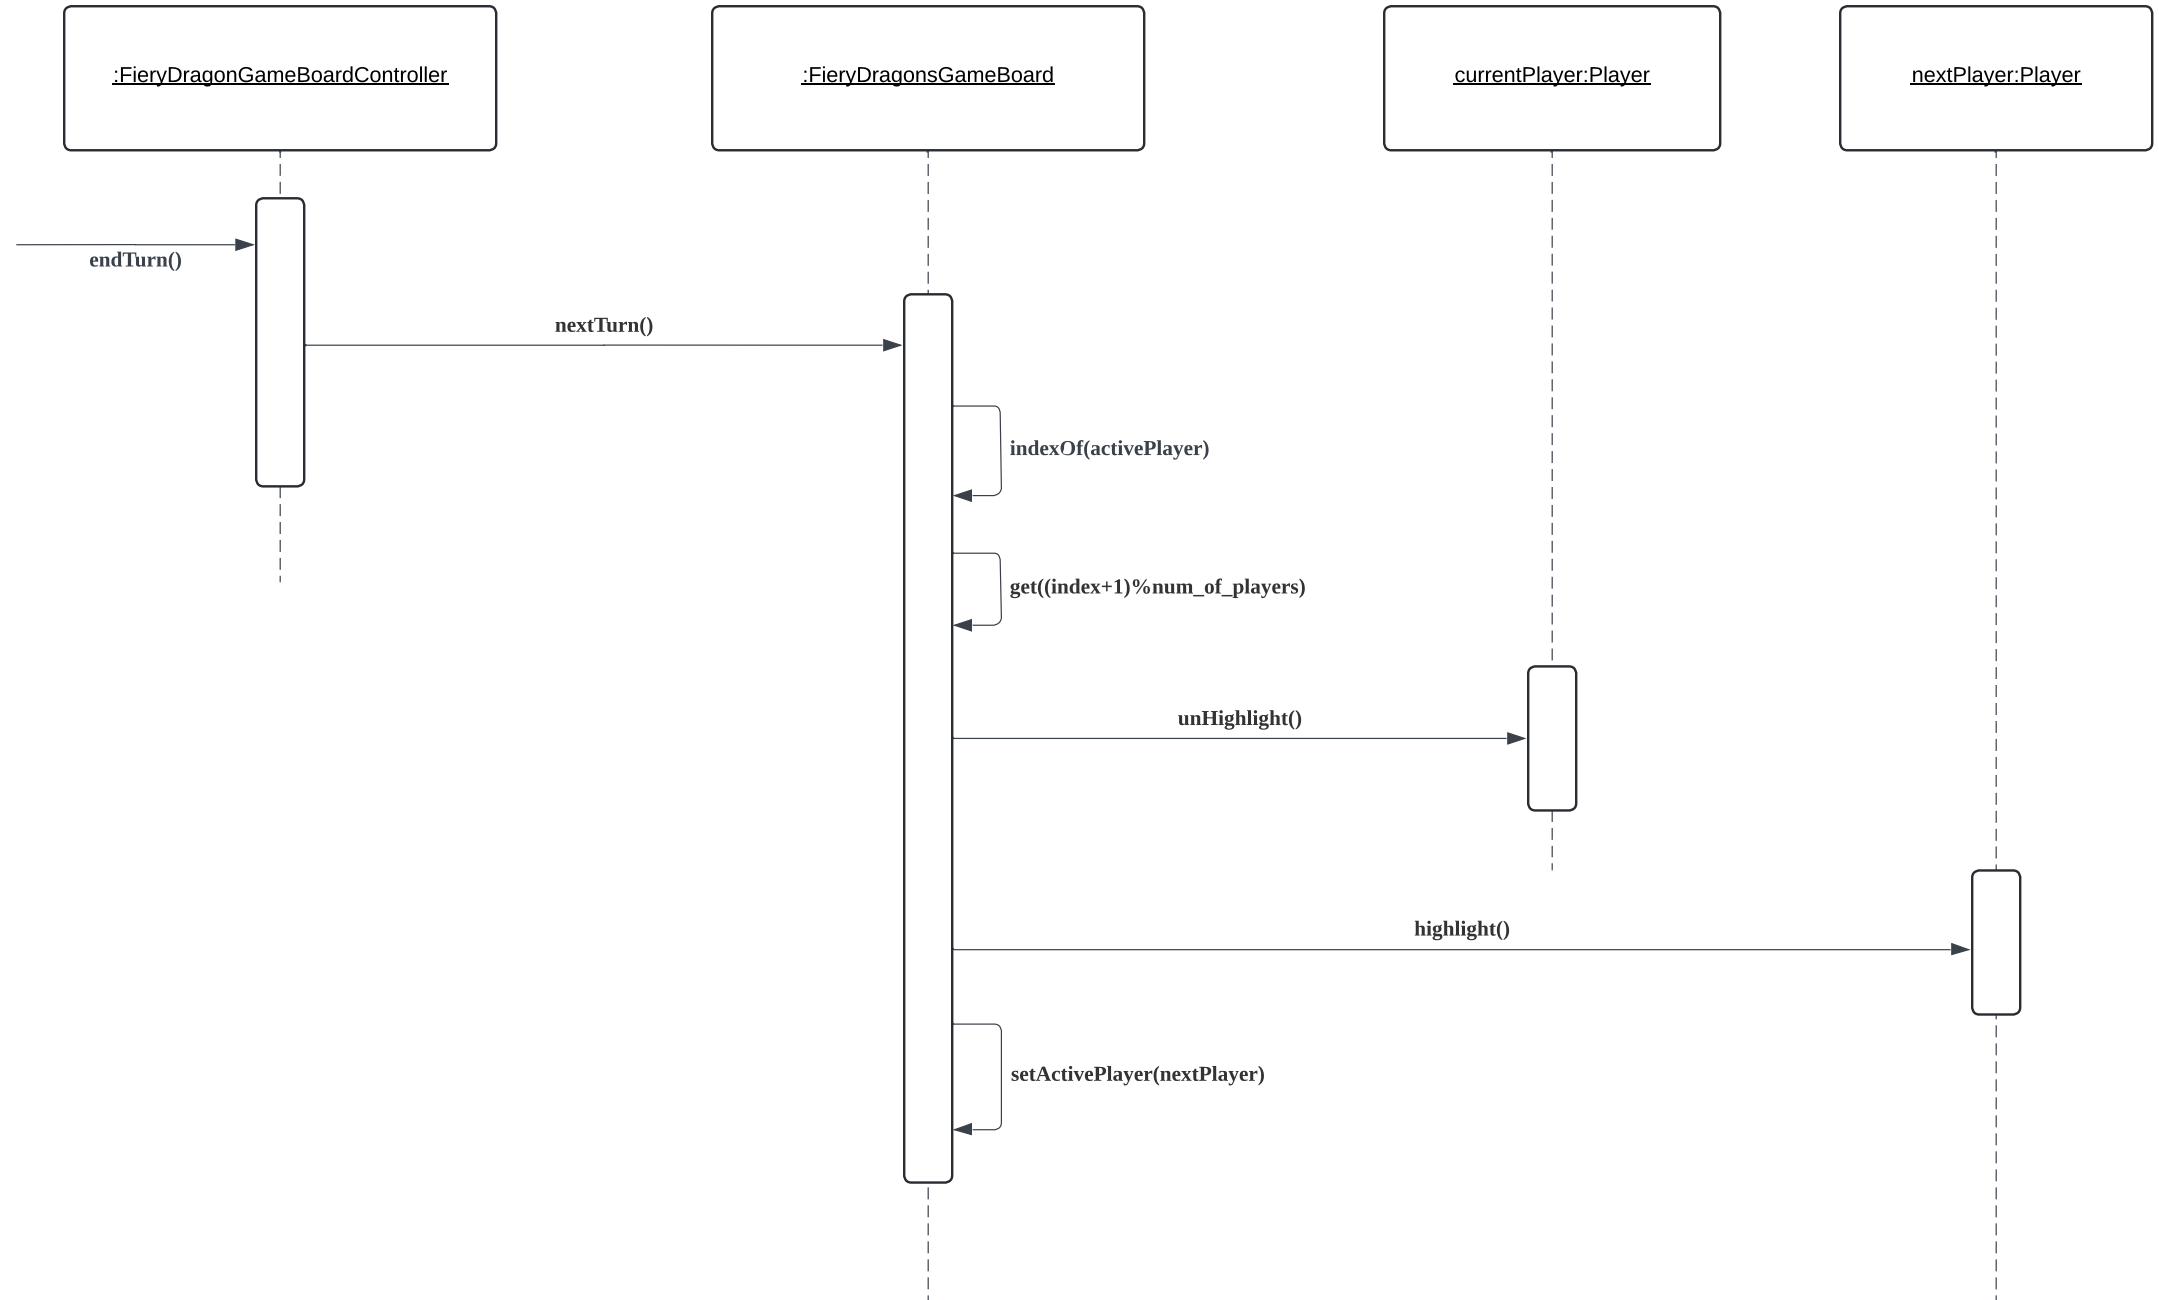 :FieryDragonGameBoardController
:FieryDragonsGameBoard
currentPlayer:Player
nextPlayer:Player
endTurn()
nextTurn()
indexOf(activePlayer)
get((index+1)%num_of_players)
unHighlight()
highlight()
setActivePlayer(nextPlayer)